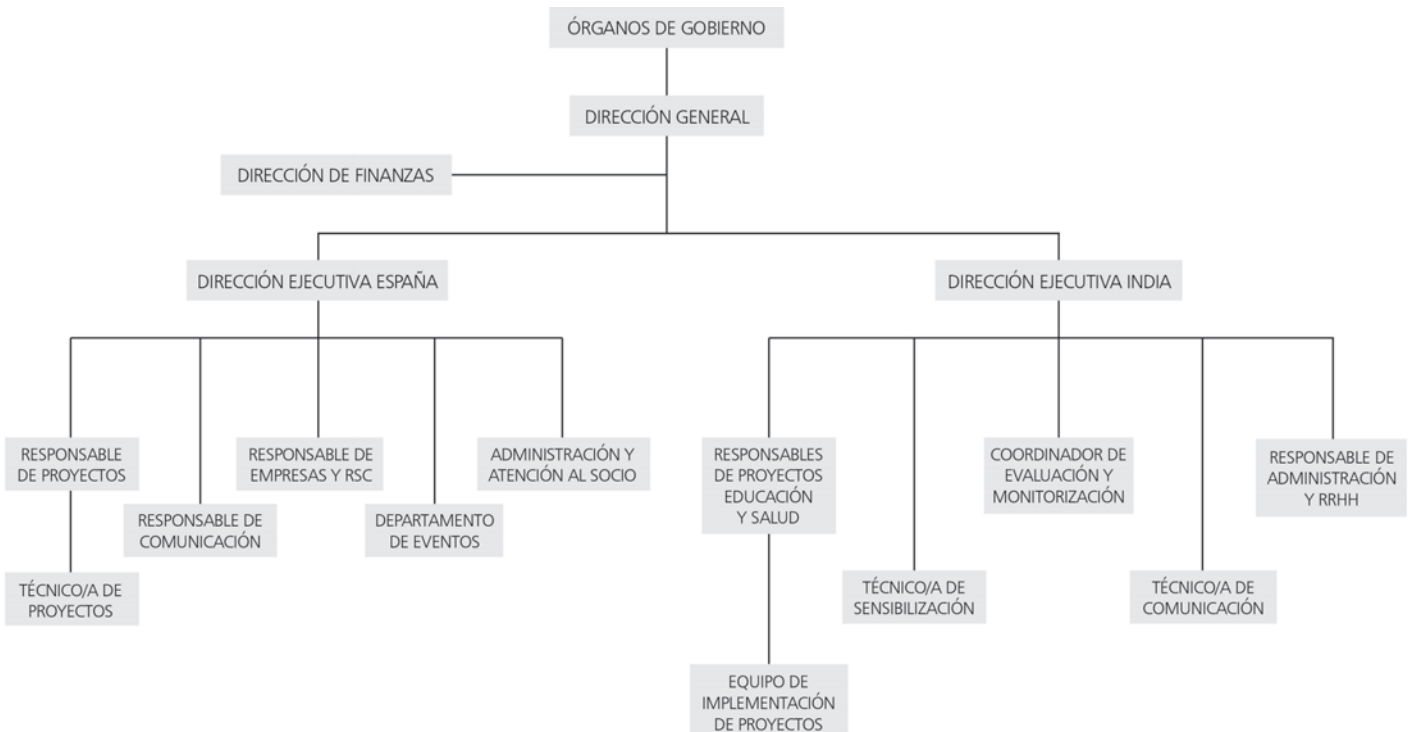 ÓRGANOS DE GOBIERNO
DIRECCIÓN GENERAL
DIRECCIÓN DE FINANZAS
DIRECCIÓN EJECUTIVA ESPAÑA
DIRECCIÓN EJECUTIVA INDIA
RESPONSABLE
DE PROYECTOS
RESPONSABLE DE
COMUNICACIÓN
RESPONSABLE DE
EMPRESAS Y RSC
DEPARTAMENTO
DE EVENTOS
ADMINISTRACIÓN Y
ATENCIÓN AL SOCIO
TÉCNICO/A DE
PROYECTOS
RESPONSABLES
DE PROYECTOS
EDUCACIÓN
Y SALUD
TÉCNICO/A DE
SENSIBILIZACIÓN
COORDINADOR DE
EVALUACIÓN Y
MONITORIZACIÓN
TÉCNICO/A DE
COMUNICACIÓN
RESPONSABLE DE
ADMINISTRACIÓN
Y RRHH
EQUIPO DE
IMPLEMENTACIÓN
DE PROYECTOS